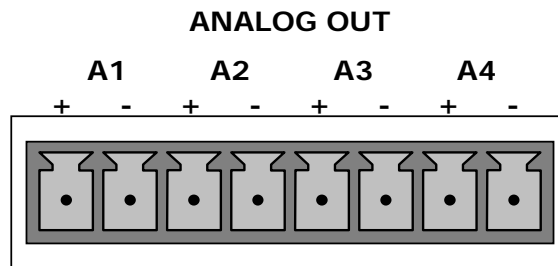 ANALOG OUT
A1 A2 A3 A4
+ - + - + - + -